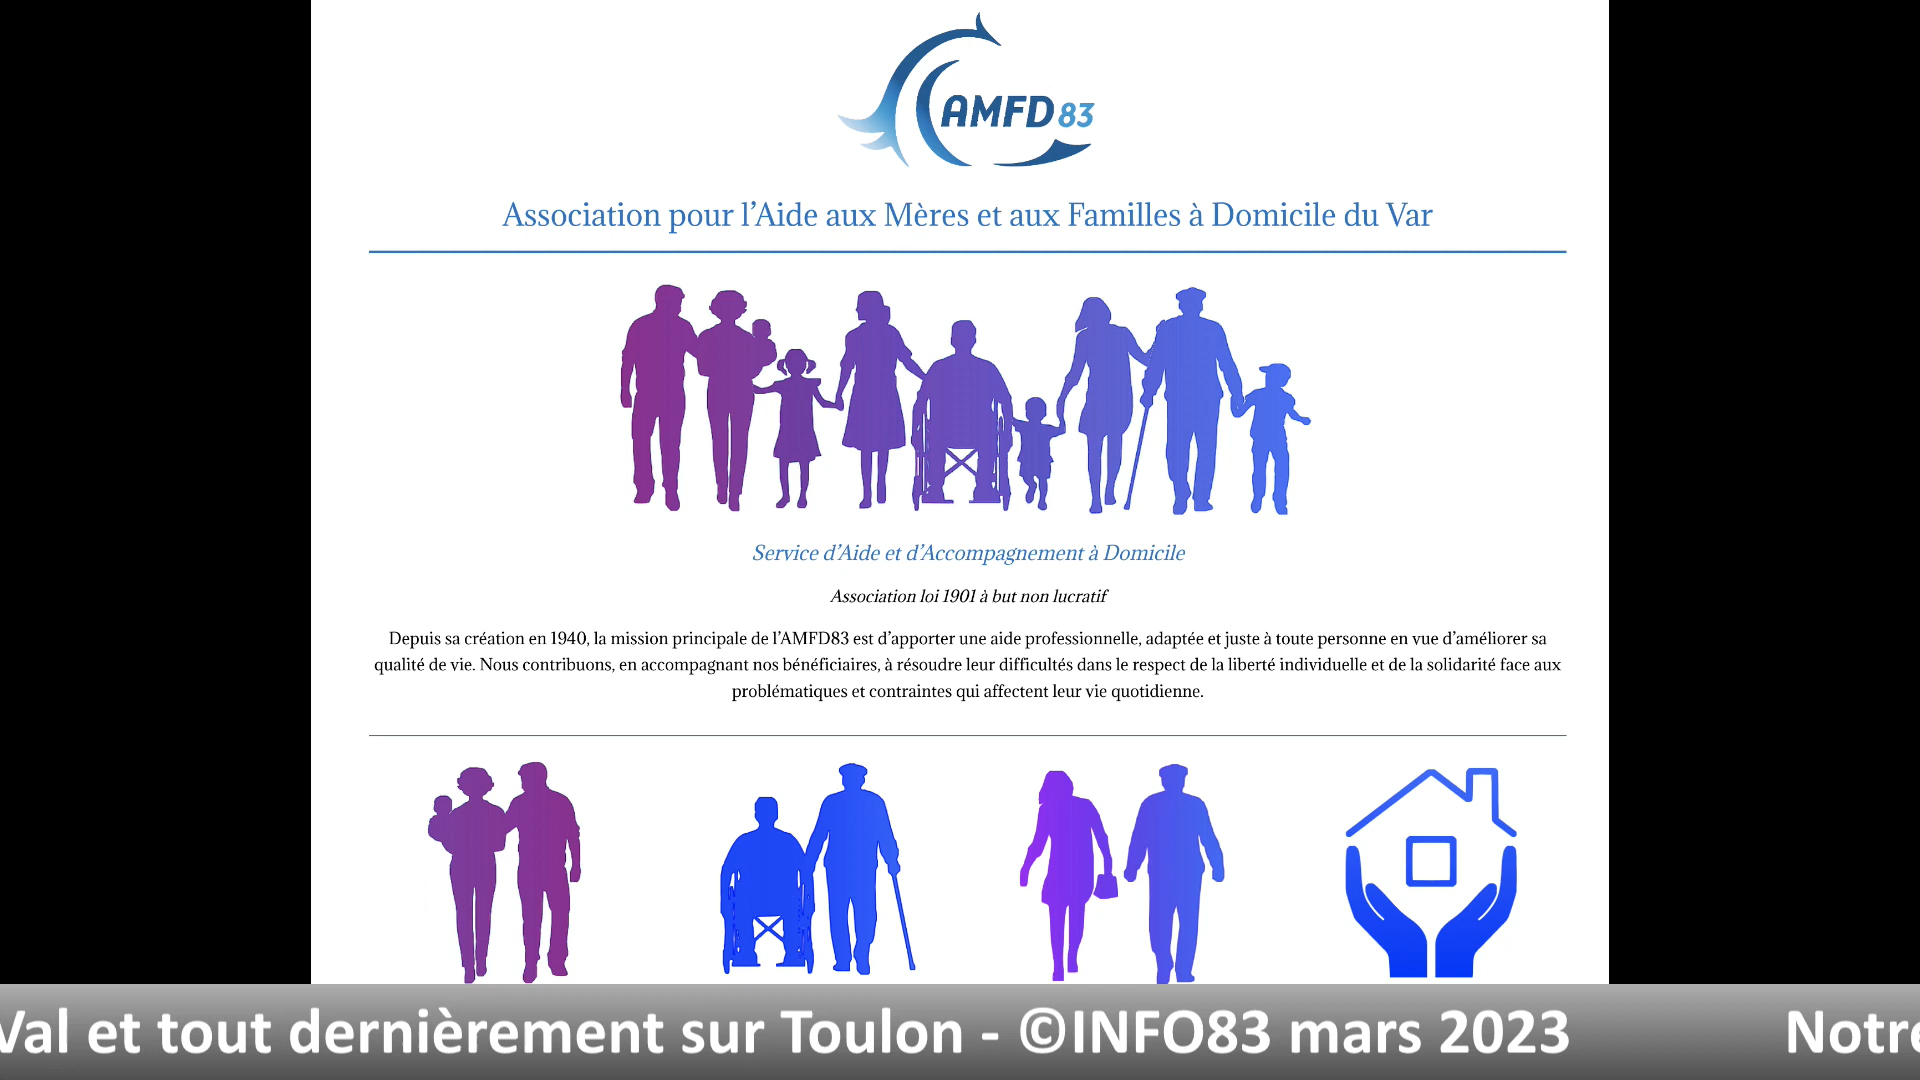 AMFD 83
Association pour l’Aide aux Mères et aux Familles à Domicile du Var
Service d’Aide et d’Accompagnement à Domicile
Association loi 1901 à but non lucratif
Depuis sa création en 1940, la mission principale de l’AMFD83 est d’apporter une aide professionnelle, adaptée et juste à toute personne en vue d’améliorer sa
qualité de vie. Nous contribuons, en accompagnant nos bénéficiaires, à résoudre leur difficultés dans le respect de la liberté individuelle et de la solidarité face aux
problématiques et contraintes qui affectent leur vie quotidienne.
Val et tout dernièrement sur Toulon - ©INFO83 mars 2023 Notre